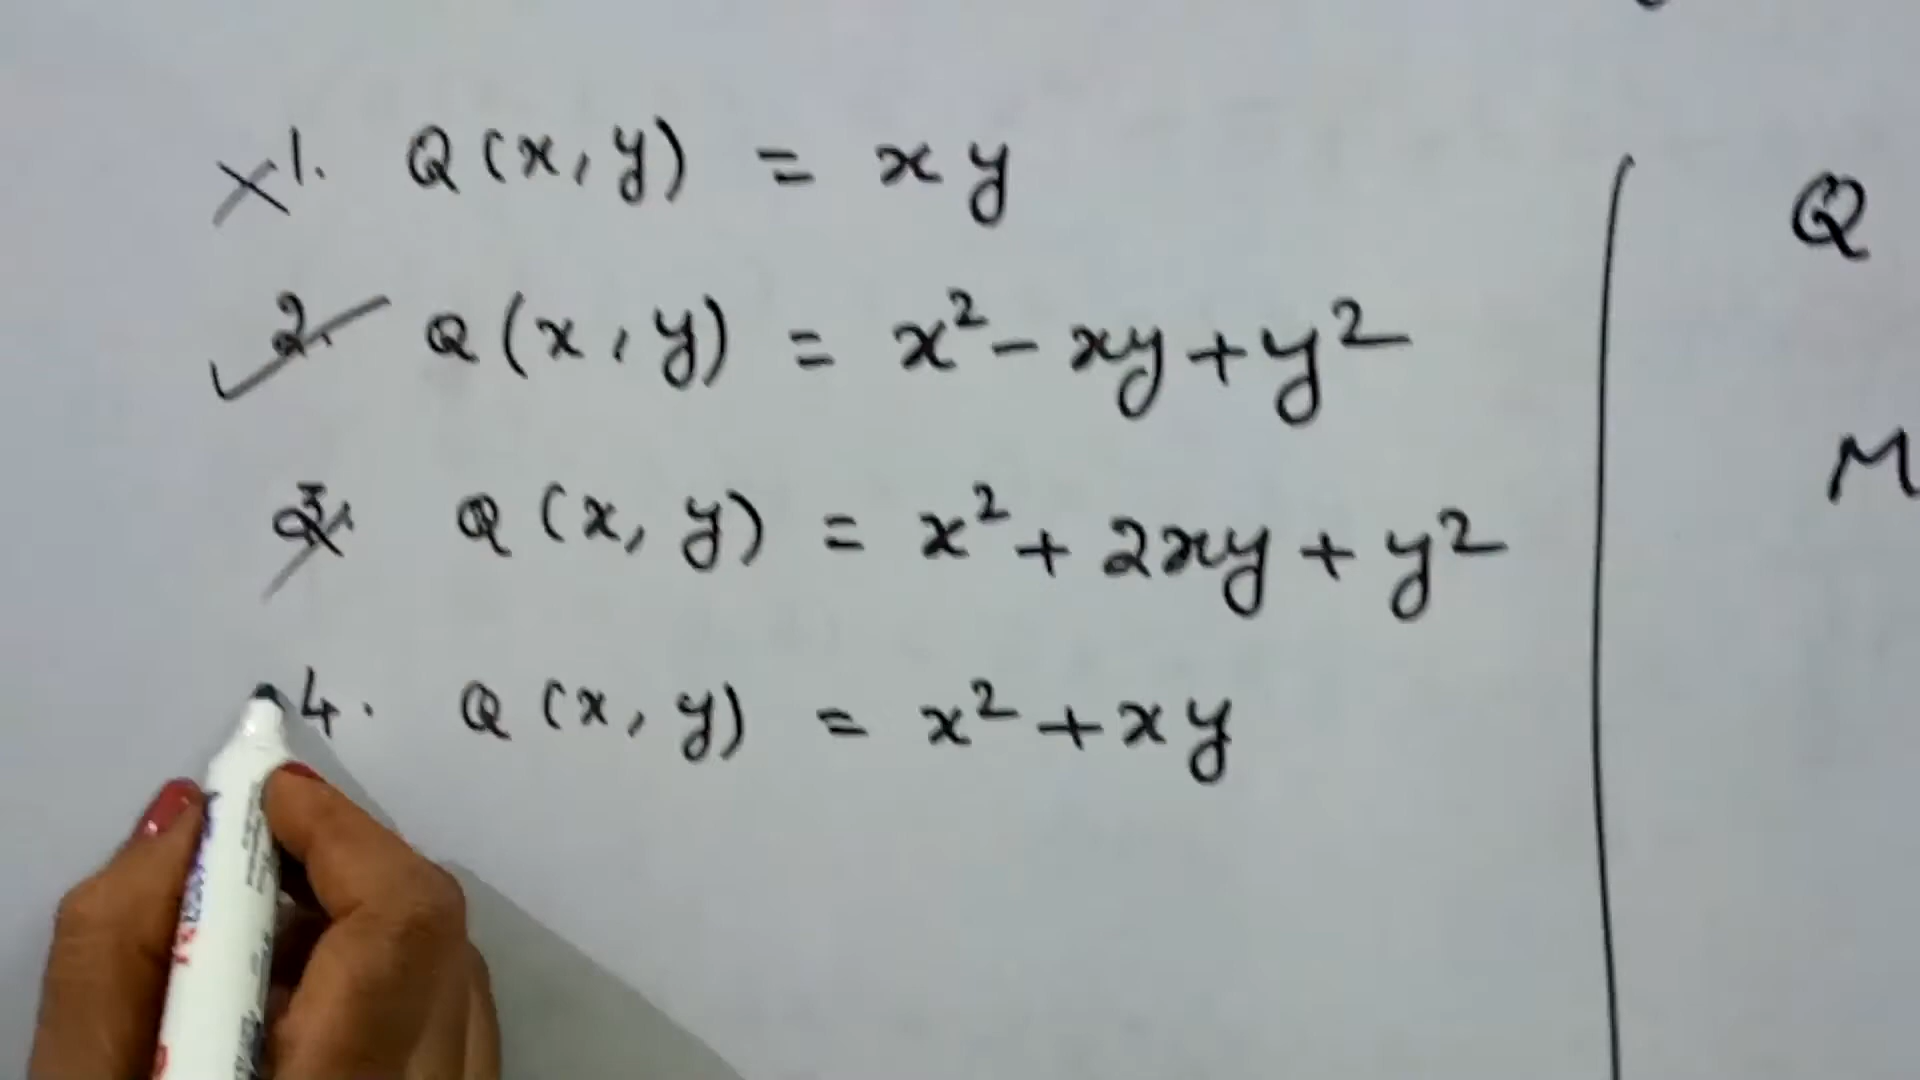 1. Q(x, y) = xy
2. Q(x, y) = x² - xy + y²
3. Q(x, y) = x² + 2xy + y²
4. Q(x, y) = x² + xy
Q
M